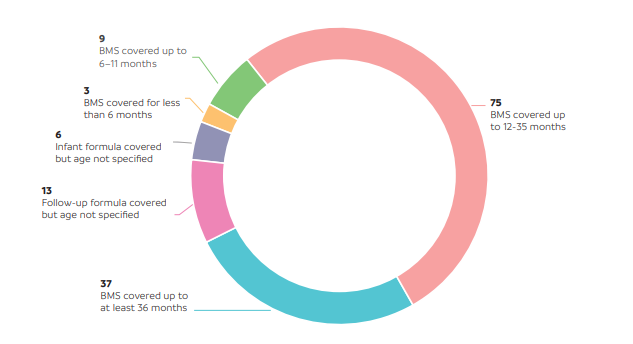 9
BMS covered up to
6–11 months
75
BMS covered up
to 12-35 months
3
BMS covered for less
than 6 months
6
Infant formula covered
but age not specified
13
Follow-up formula covered
but age not specified
37
BMS covered up to
at least 36 months